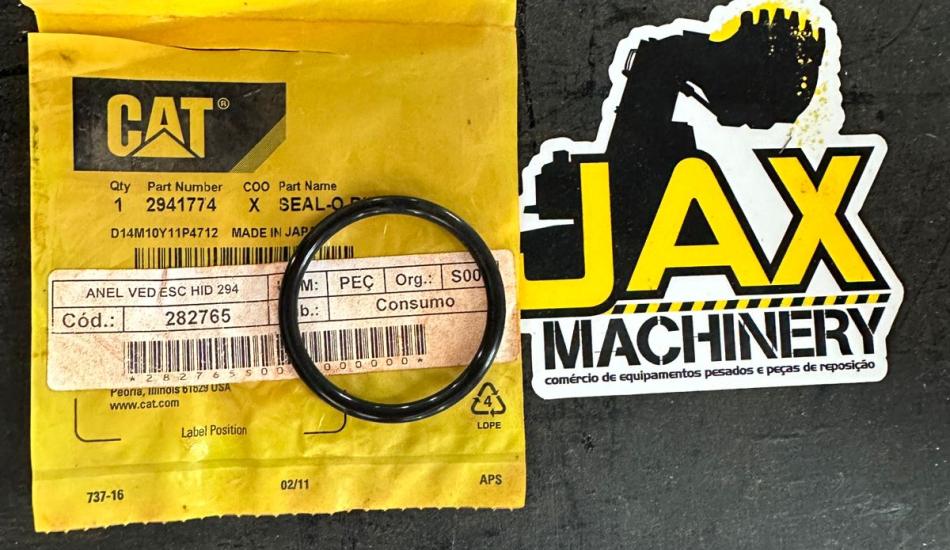 CAT®
Qty Part Number COO Part Name
1 2941774 X SEAL-O
D14M10Y11P4712 MADE IN
ANEL VED ESC HID 294 PEÇ Org.:
Cód.: 282765 Consumo
Peoria, Illinois 61629 USA
www.cat.com
Label Position
4
LDPE
737-16 02/11 APS
JAX
MACHINERY
comércio de equipamentos pesados e peças de reposição